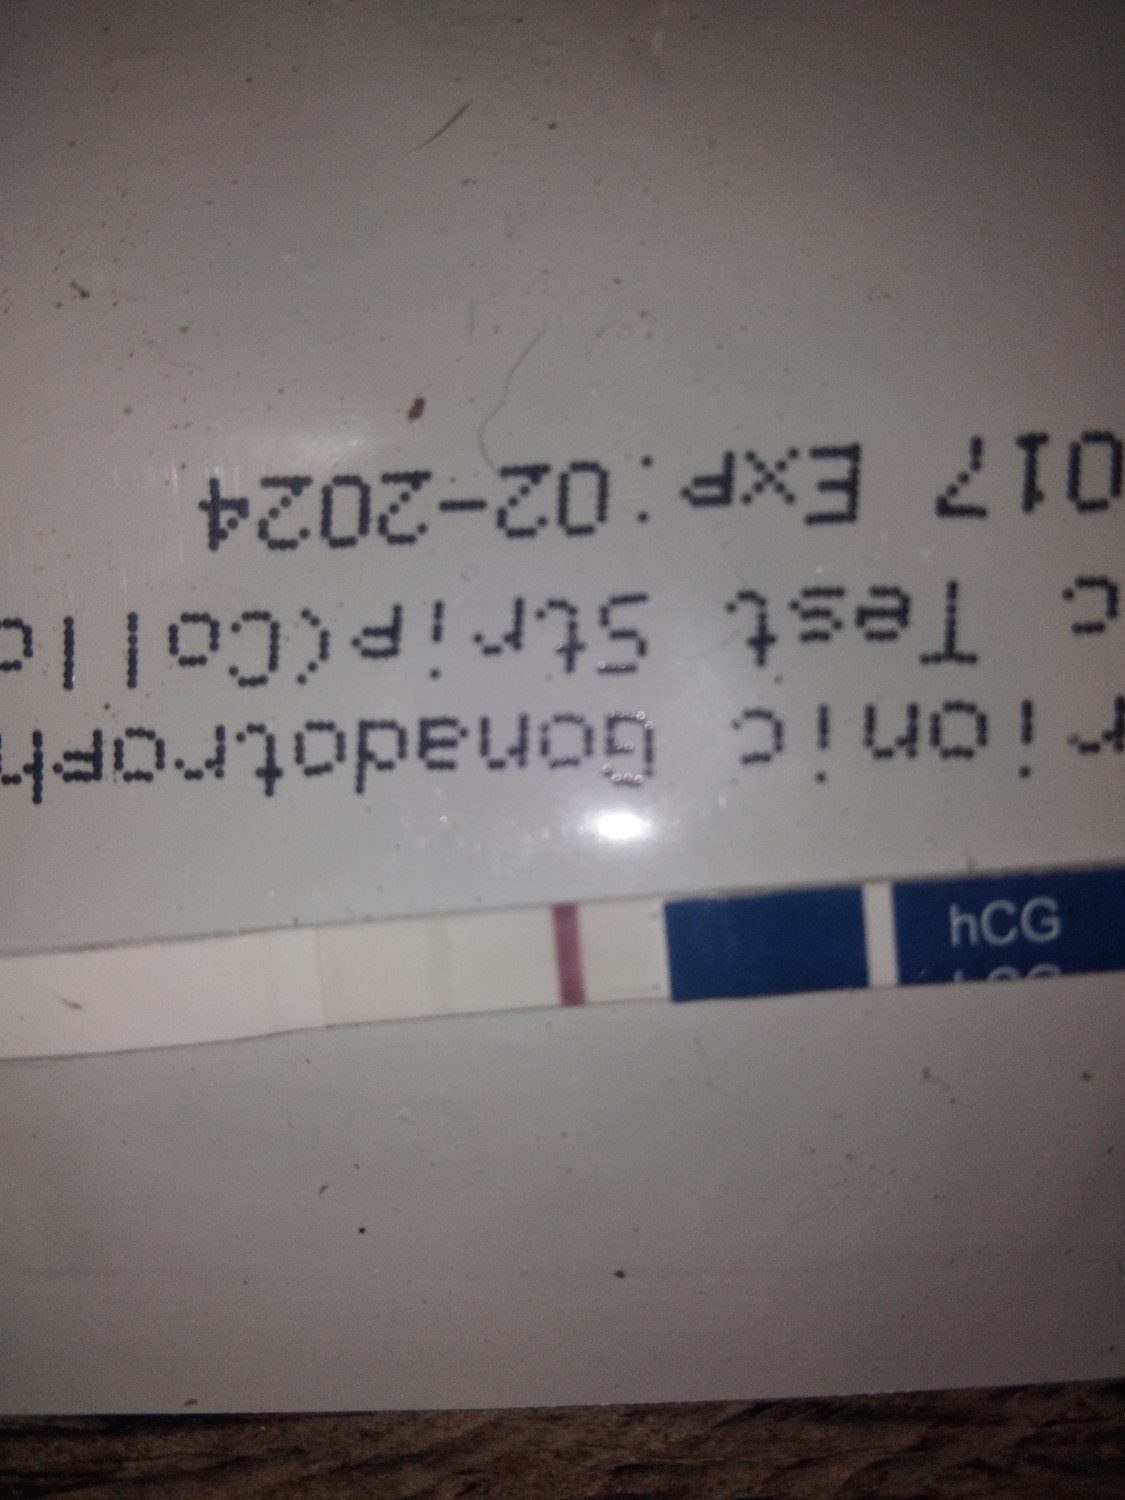 rionic Gonadotroph
c Test Strip(Coll
017 Exp:02-2024
hCG